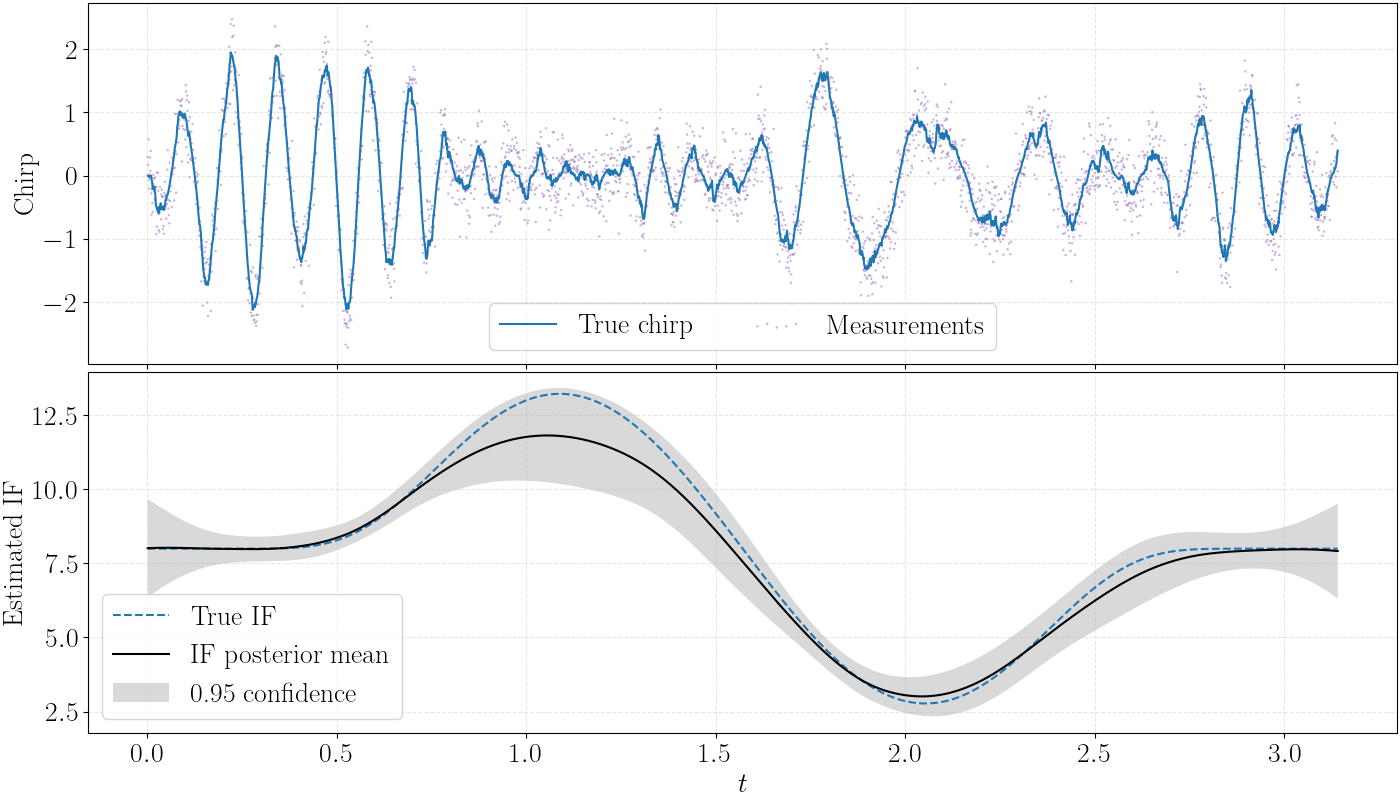 2
1
0
−1
−2
Chirp
True chirp
Measurements
12.5
10.0
7.5
5.0
2.5
Estimated IF
True IF
IF posterior mean
0.95 confidence
0.0 0.5 1.0 1.5 2.0 2.5 3.0
t